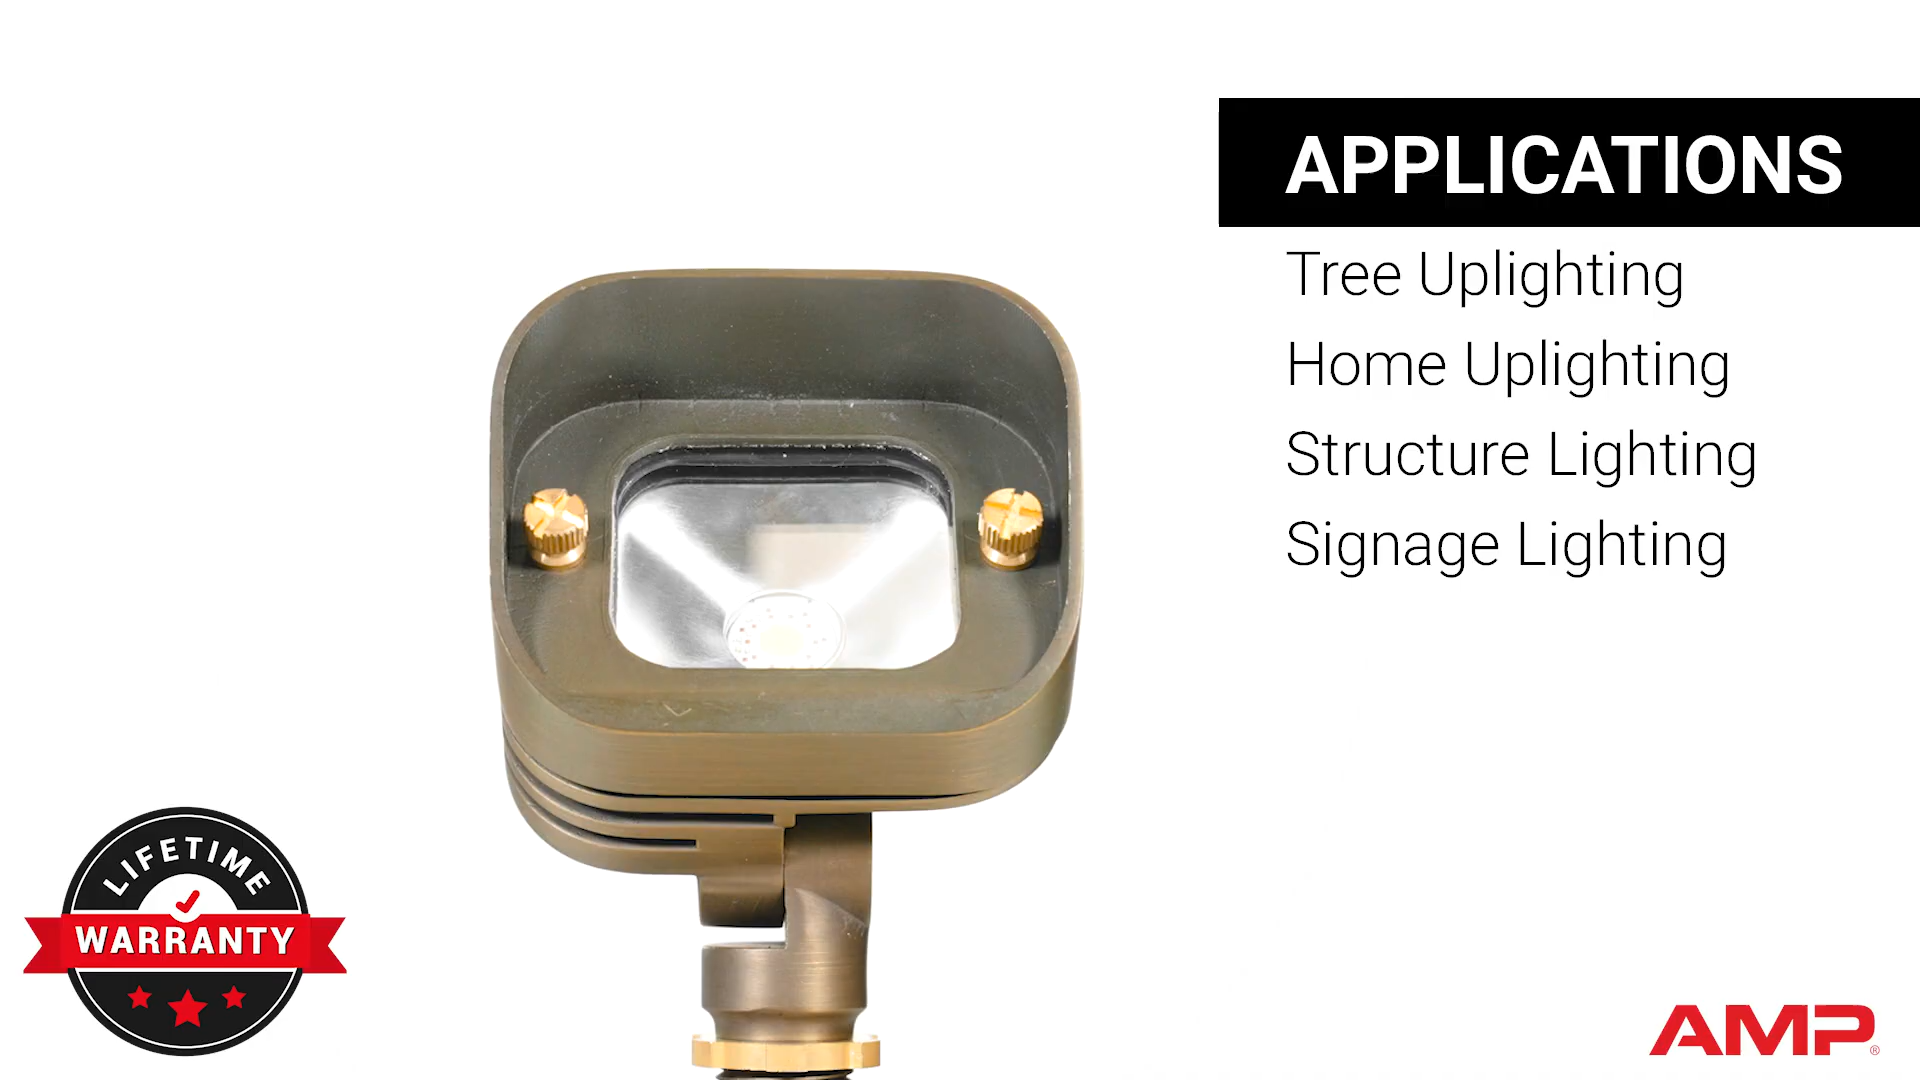 APPLICATIONS
Tree Uplighting
Home Uplighting
Structure Lighting
Signage Lighting
LIFETIME
WARRANTY
AMP®